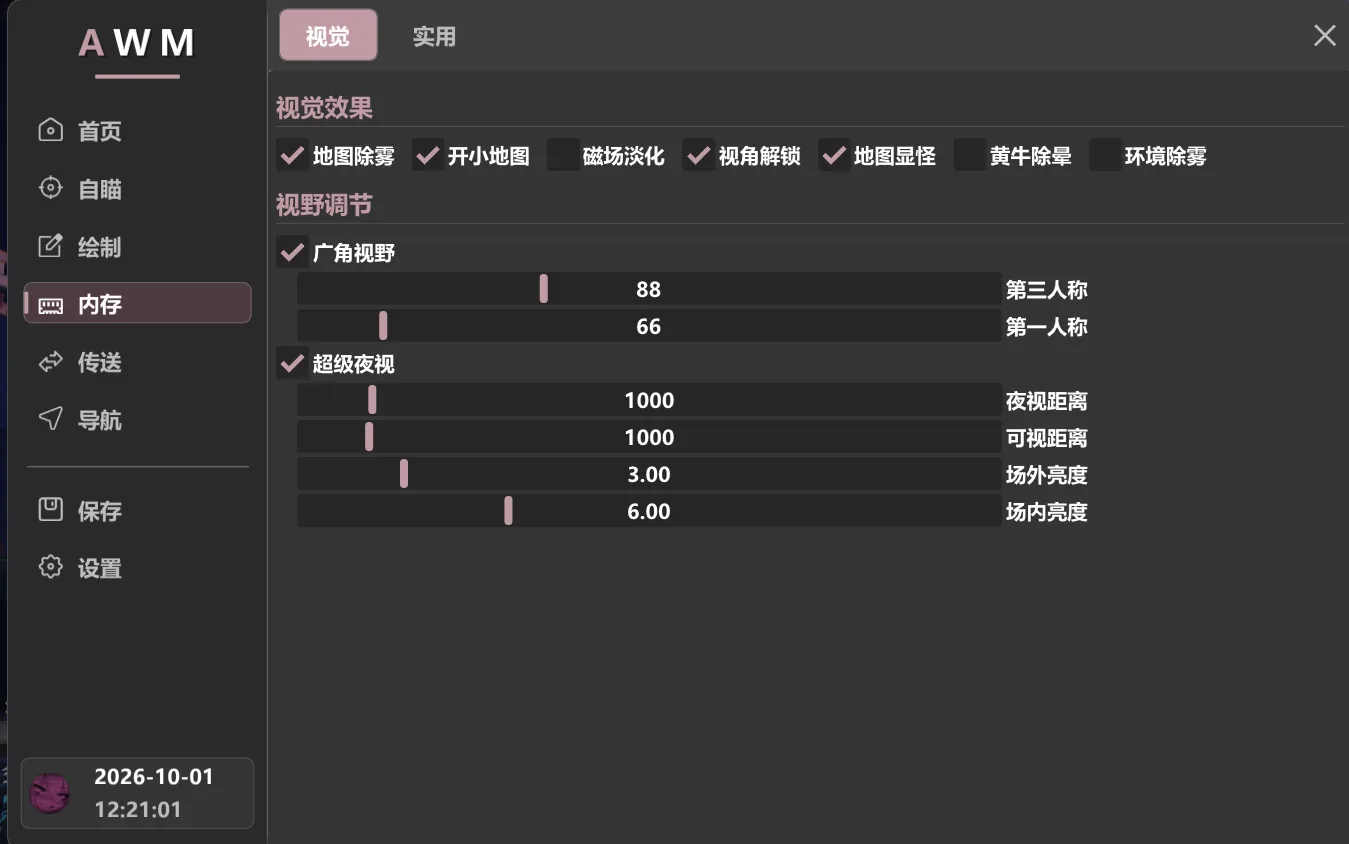 AWM
首页
自瞄
绘制
内存
传送
导航
保存
设置
2026-10-01
12:21:01
视觉 实用
视觉效果
地图除雾 开小地图 磁场淡化 视角解锁 地图显怪 黄牛除晕 环境除雾
视野调节
广角视野
88 第三人称
66 第一人称
超级夜视
1000 夜视距离
1000 可视距离
3.00 场外亮度
6.00 场内亮度